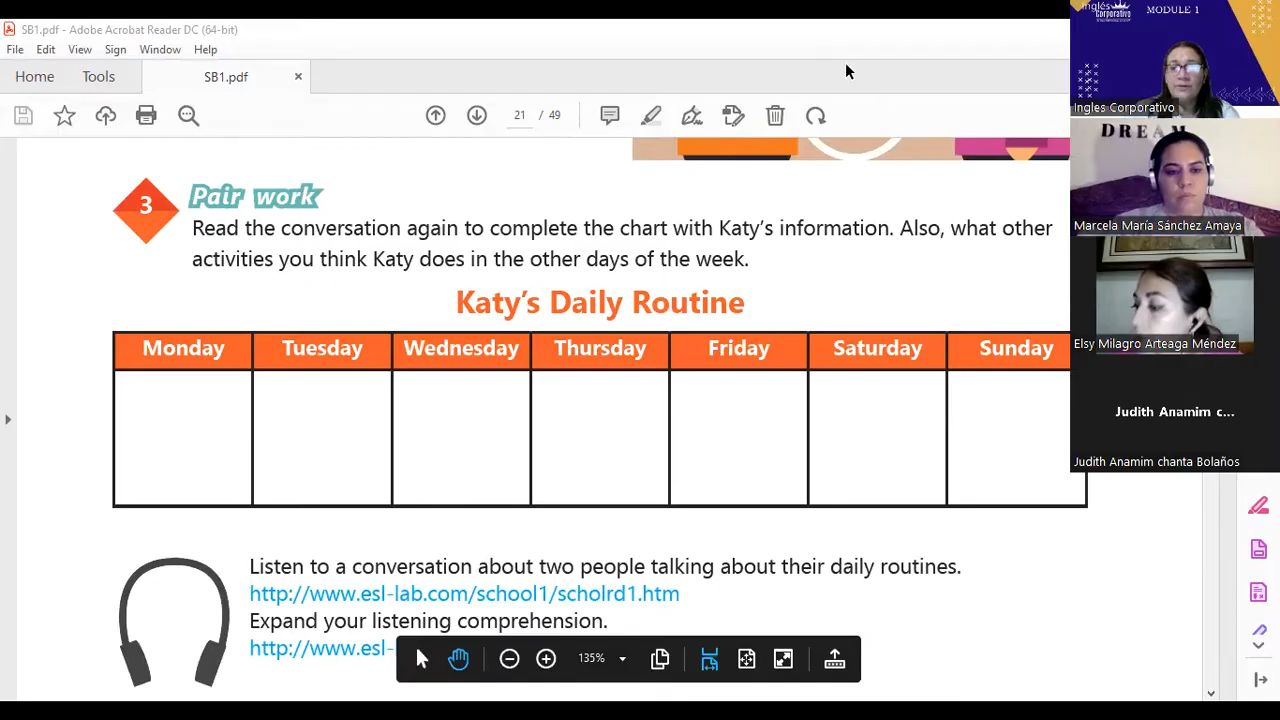 SB1.pdf - Adobe Acrobat Reader DC (64-bit)
File Edit View Sign Window Help
Home Tools SB1.pdf ×
21 / 49
3
Pair work
Read the conversation again to complete the chart with Katy's information. Also, what other
activities you think Katy does in the other days of the week.
Katy's Daily Routine
Monday Tuesday Wednesday Thursday Friday Saturday Sunday
Listen to a conversation about two people talking about their daily routines.
http://www.esl-lab.com/school1/scholrd1.htm
Expand your listening comprehension.
http://www.esl-
135%
Inglés
Corporativo
MODULE 1
Ingles Corporativo
DREAM
Marcela María Sánchez Amaya
Elsy Milagro Arteaga Méndez
Judith Anamim c...
Judith Anamim chanta Bolaños